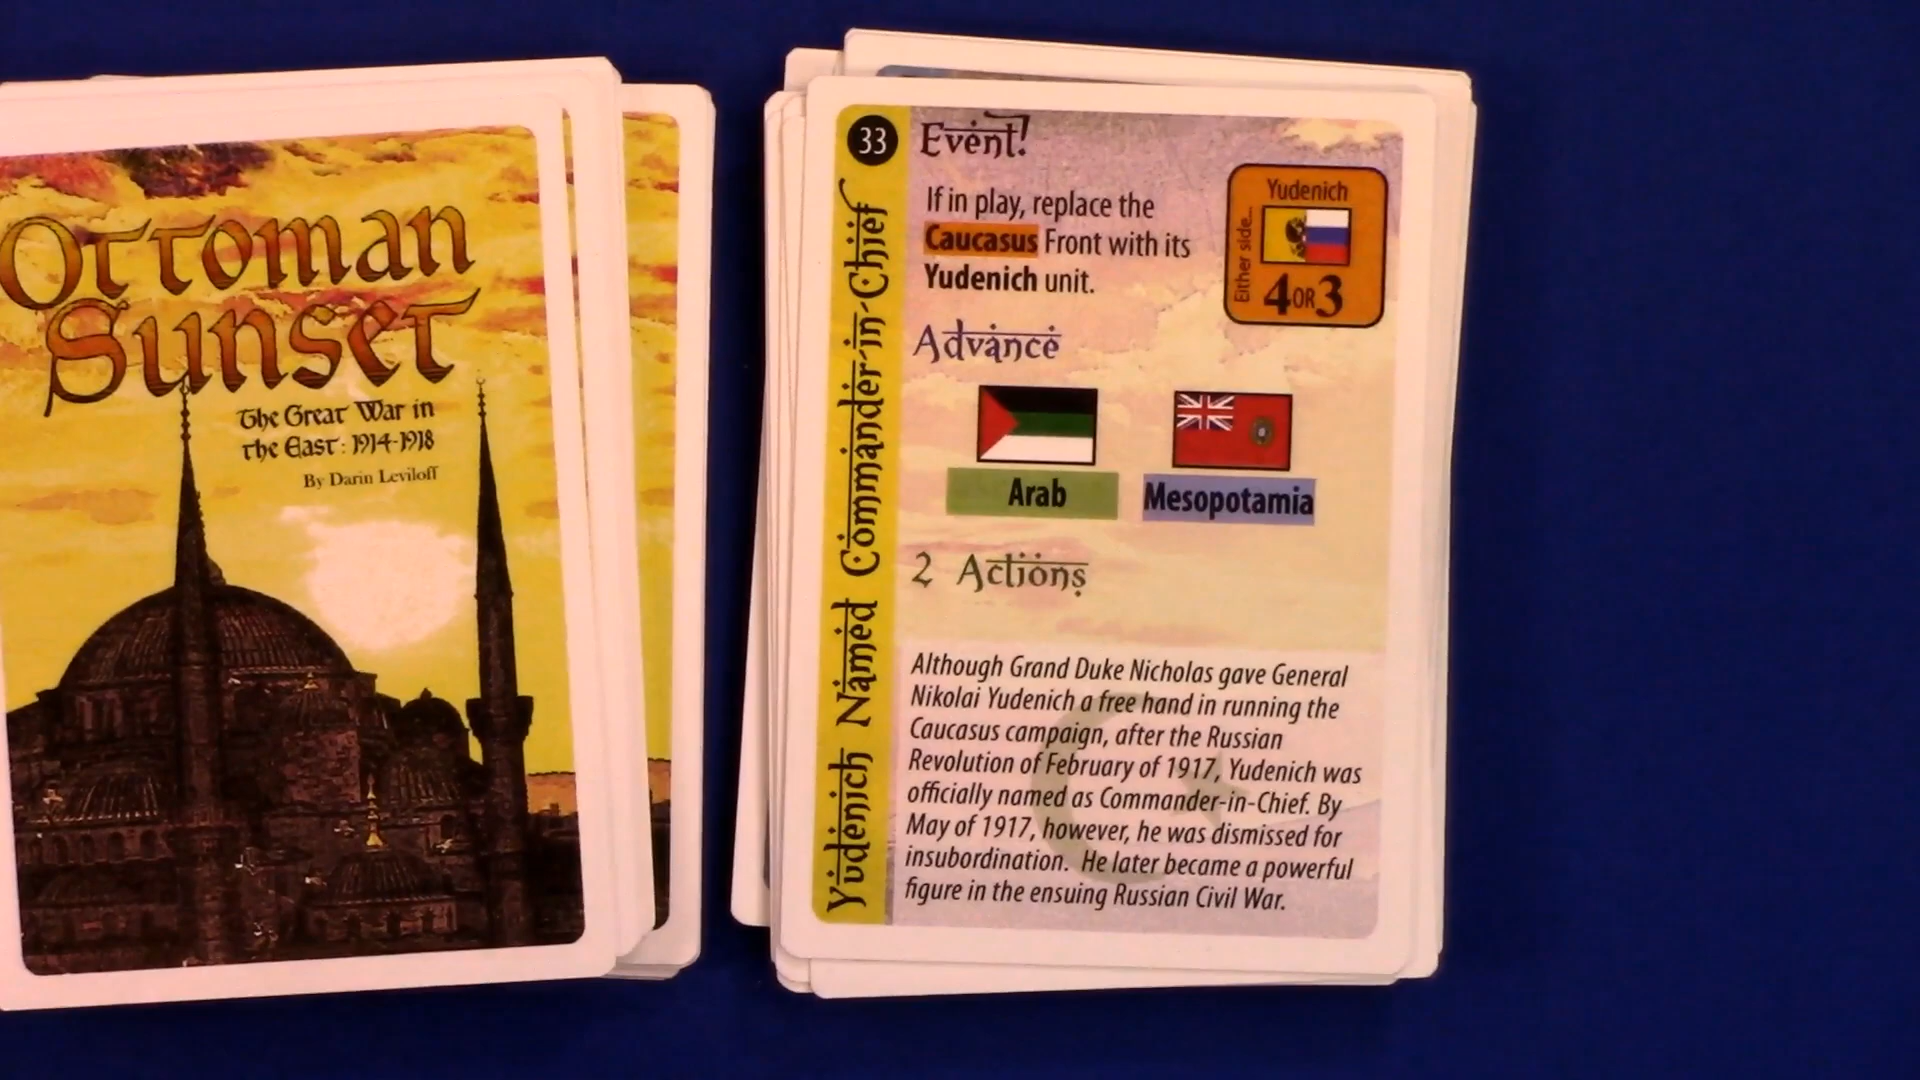 Ottoman
Sunset
The Great War in
the East: 1914-1918
By Darin Leviloff
33
Yudenich Named Commander-in-Chief
Event!
If in play, replace the
Caucasus Front with its
Yudenich unit.
Yudenich
Either side...
4 OR 3
Advance
Arab
Mesopotamia
2 Actions
Although Grand Duke Nicholas gave General
Nikolai Yudenich a free hand in running the
Caucasus campaign, after the Russian
Revolution of February of 1917, Yudenich was
officially named as Commander-in-Chief. By
May of 1917, however, he was dismissed for
insubordination. He later became a powerful
figure in the ensuing Russian Civil War.